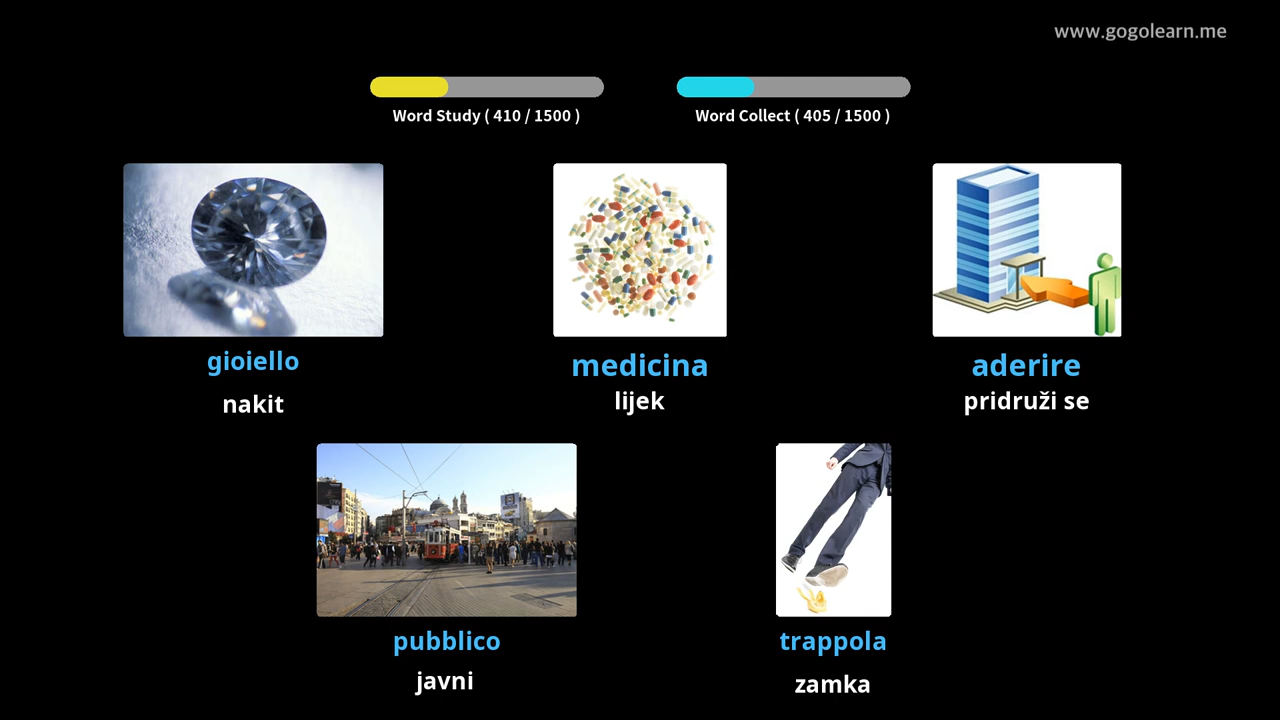 www.gogolearn.me
Word Study ( 410 / 1500 )
Word Collect ( 405 / 1500 )
gioiello
nakit
medicina
lijek
aderire
pridruži se
pubblico
javni
trappola
zamka